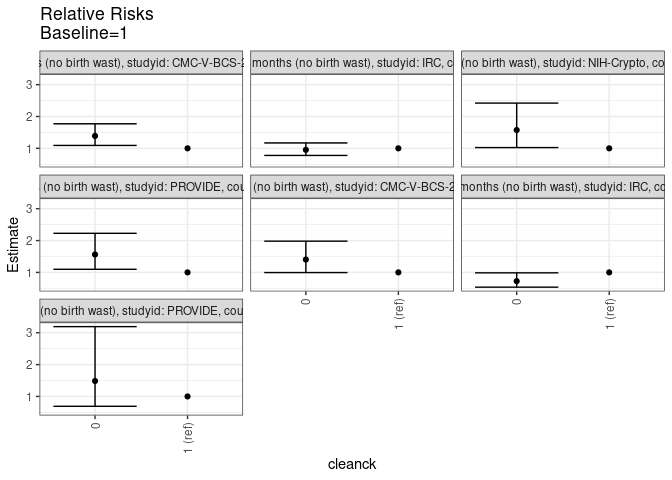 Relative Risks
Baseline=1
(no birth wast), studyid: CMC-V-BCS-2
months (no birth wast), studyid: IRC, c
(no birth wast), studyid: NIH-Crypto, co
3
2
1
(no birth wast), studyid: PROVIDE, cou
(no birth wast), studyid: CMC-V-BCS-2
months (no birth wast), studyid: IRC, co
3
2
1
Estimate
0
1 (ref)
0
1 (ref)
(no birth wast), studyid: PROVIDE, cou
3
2
1
0
1 (ref)
cleanck